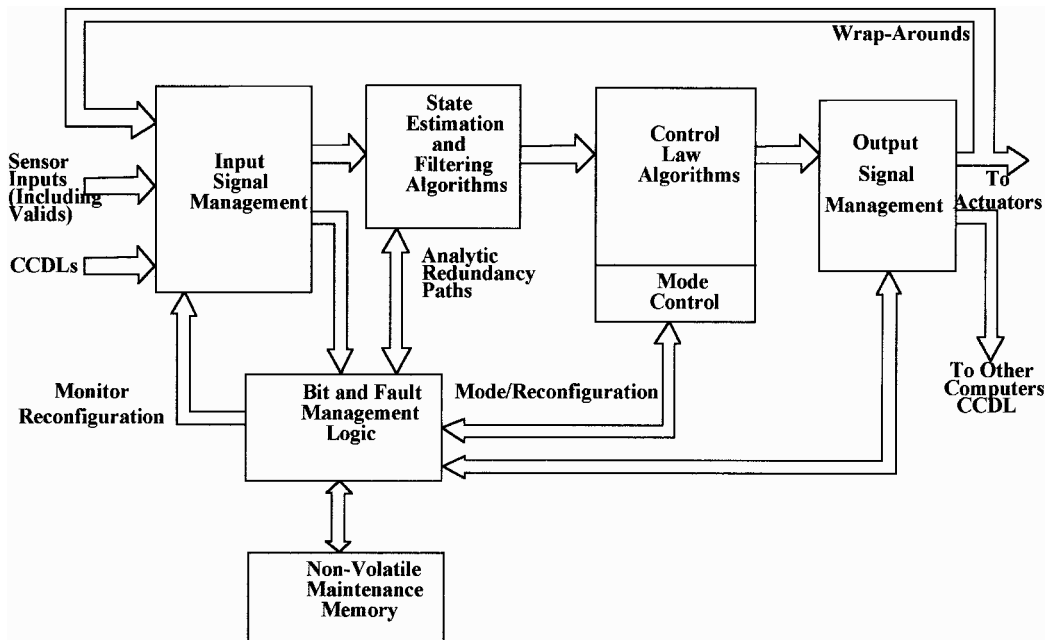 Wrap-Arounds
State
Estimation
and
Filtering
Algorithms
Control
Law
Algorithms
Output
Signal
Management
Input
Signal
Management
Sensor
Inputs
(Including
Valids)
To
Actuators
CCDLs
Analytic
Redundancy
Paths
Mode
Control
Monitor
Reconfiguration
Bit and Fault
Management
Logic
Mode/Reconfiguration
To Other
Computers
CCDL
Non-Volatile
Maintenance
Memory